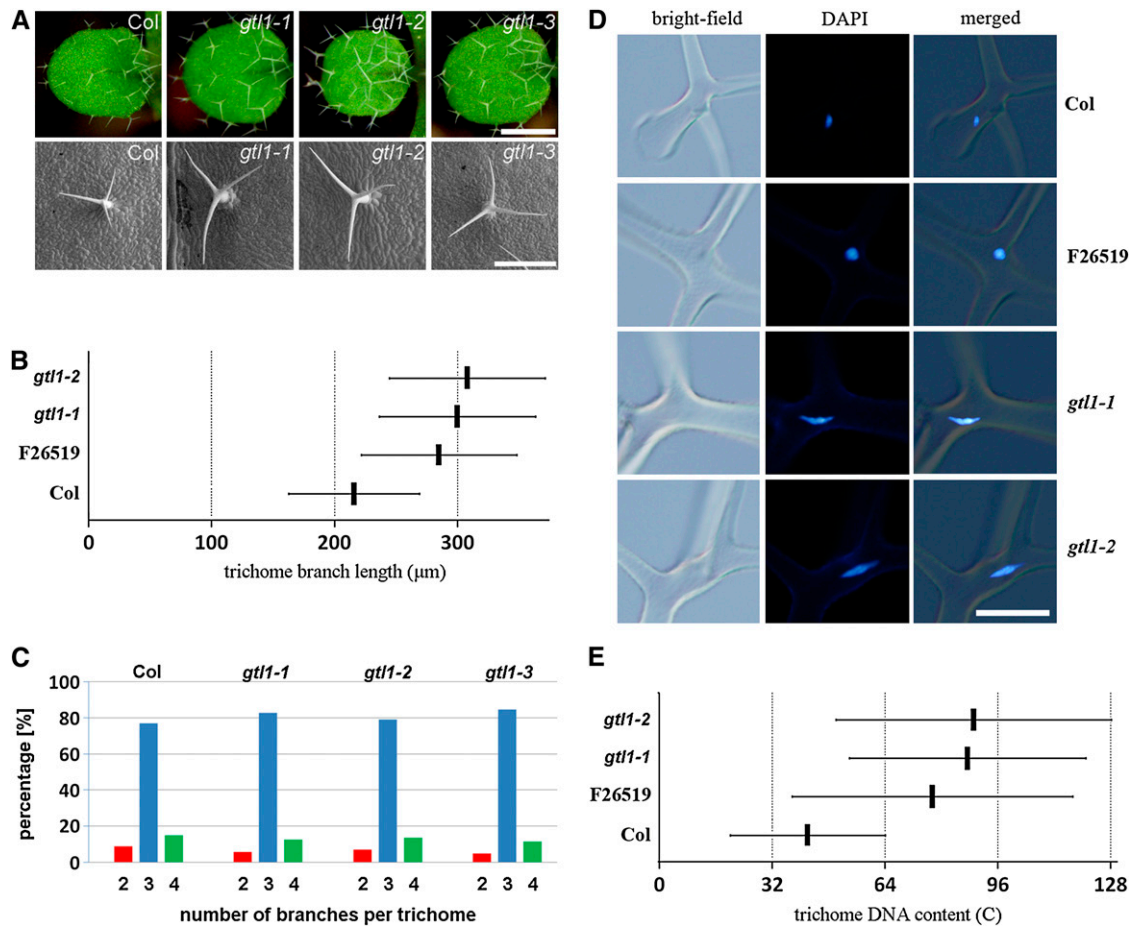 A
Col
gtl1-1
gtl1-2
gtl1-3
Col
gtl1-1
gtl1-2
gtl1-3
B
gtl1-2
gtl1-1
F26519
Col
0 100 200 300
trichome branch length (μm)
C
Col gtl1-1 gtl1-2 gtl1-3
percentage [%]
100
80
60
40
20
0
2 3 4 2 3 4 2 3 4 2 3 4
number of branches per trichome
D
bright-field DAPI merged
Col
F26519
gtl1-1
gtl1-2
E
gtl1-2
gtl1-1
F26519
Col
0 32 64 96 128
trichome DNA content (C)